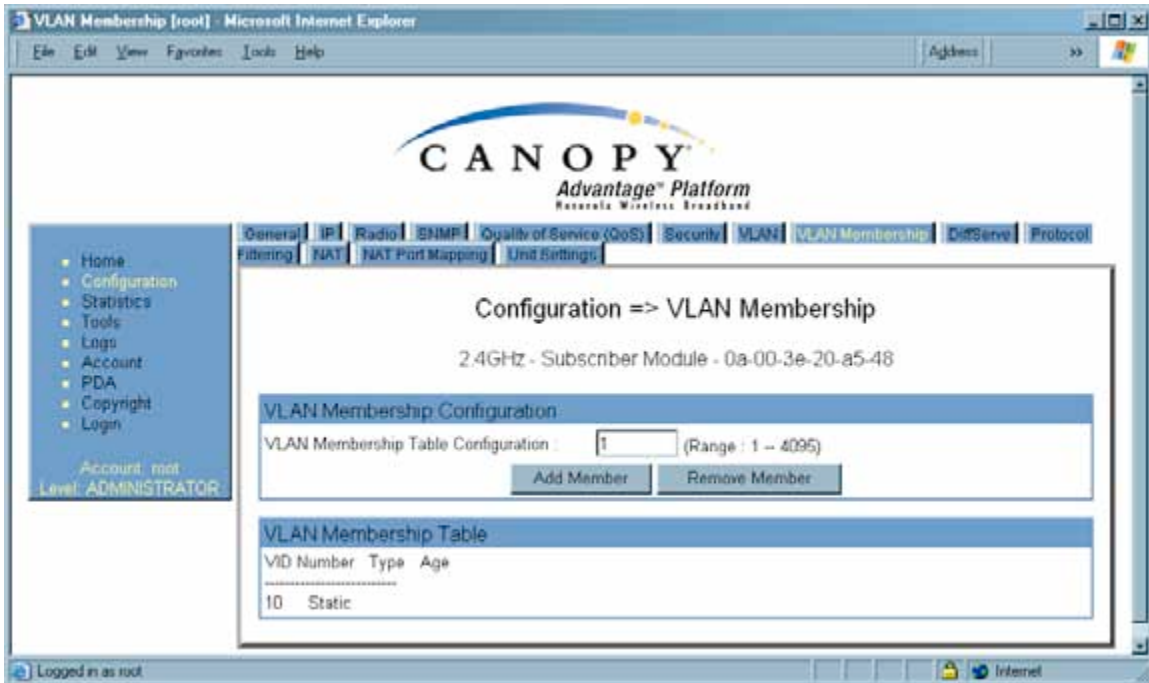 VLAN Membership [root] - Microsoft Internet Explorer
File Edit View Favorites Tools Help Address »
CANOPY
Advantage™ Platform
Motorola Wireless Broadband
General IP Radio SNMP Quality of Service (QoS) Security VLAN VLAN Membership DiffServe Protocol
Filtering NAT NAT Port Mapping Unit Settings
Home
Configuration
Statistics
Tools
Logs
Account
PDA
Copyright
Login
Account: root
Level: ADMINISTRATOR
Configuration => VLAN Membership
2.4GHz - Subscriber Module - 0a-00-3e-20-a5-48
VLAN Membership Configuration
VLAN Membership Table Configuration : 1 (Range : 1 -- 4095)
Add Member Remove Member
VLAN Membership Table
VID Number Type Age
----------------------------
10 Static
Logged in as root Internet